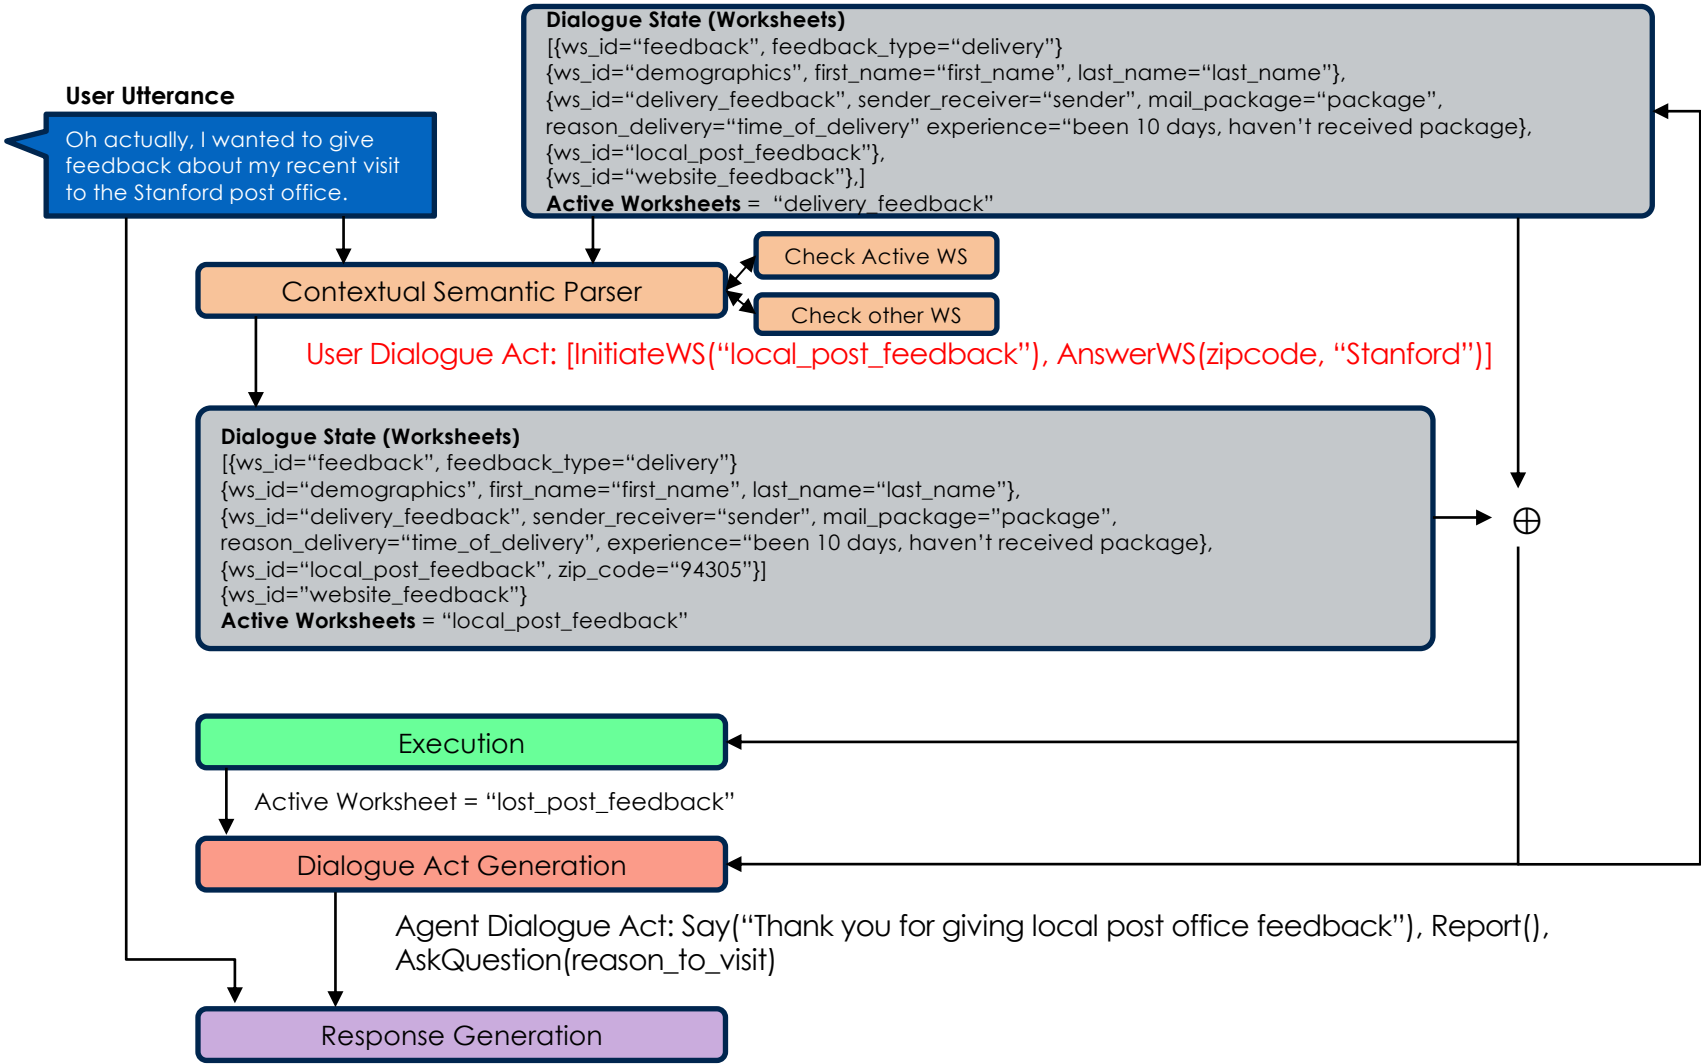 User Utterance
Oh actually, I wanted to give
feedback about my recent visit
to the Stanford post office.
Dialogue State (Worksheets)
[{ws_id=“feedback”, feedback_type=“delivery”}
{ws_id=“demographics”, first_name=“first_name”, last_name=“last_name”},
{ws_id=“delivery_feedback”, sender_receiver=“sender”, mail_package=“package”,
reason_delivery=“time_of_delivery” experience=“been 10 days, haven’t received package},
{ws_id=“local_post_feedback”},
{ws_id=“website_feedback”},]
Active Worksheets = “delivery_feedback”
Contextual Semantic Parser
Check Active WS
Check other WS
User Dialogue Act: [InitiateWS(“local_post_feedback”), AnswerWS(zipcode, “Stanford”)]
Dialogue State (Worksheets)
[{ws_id=“feedback”, feedback_type=“delivery”}
{ws_id=“demographics”, first_name=“first_name”, last_name=“last_name”},
{ws_id=“delivery_feedback”, sender_receiver=“sender”, mail_package=”package”,
reason_delivery=“time_of_delivery”, experience=“been 10 days, haven’t received package},
{ws_id=“local_post_feedback”, zip_code=“94305”}]
{ws_id=”website_feedback”}
Active Worksheets = “local_post_feedback”
⊕
Execution
Active Worksheet = “lost_post_feedback”
Dialogue Act Generation
Agent Dialogue Act: Say(“Thank you for giving local post office feedback”), Report(),
AskQuestion(reason_to_visit)
Response Generation